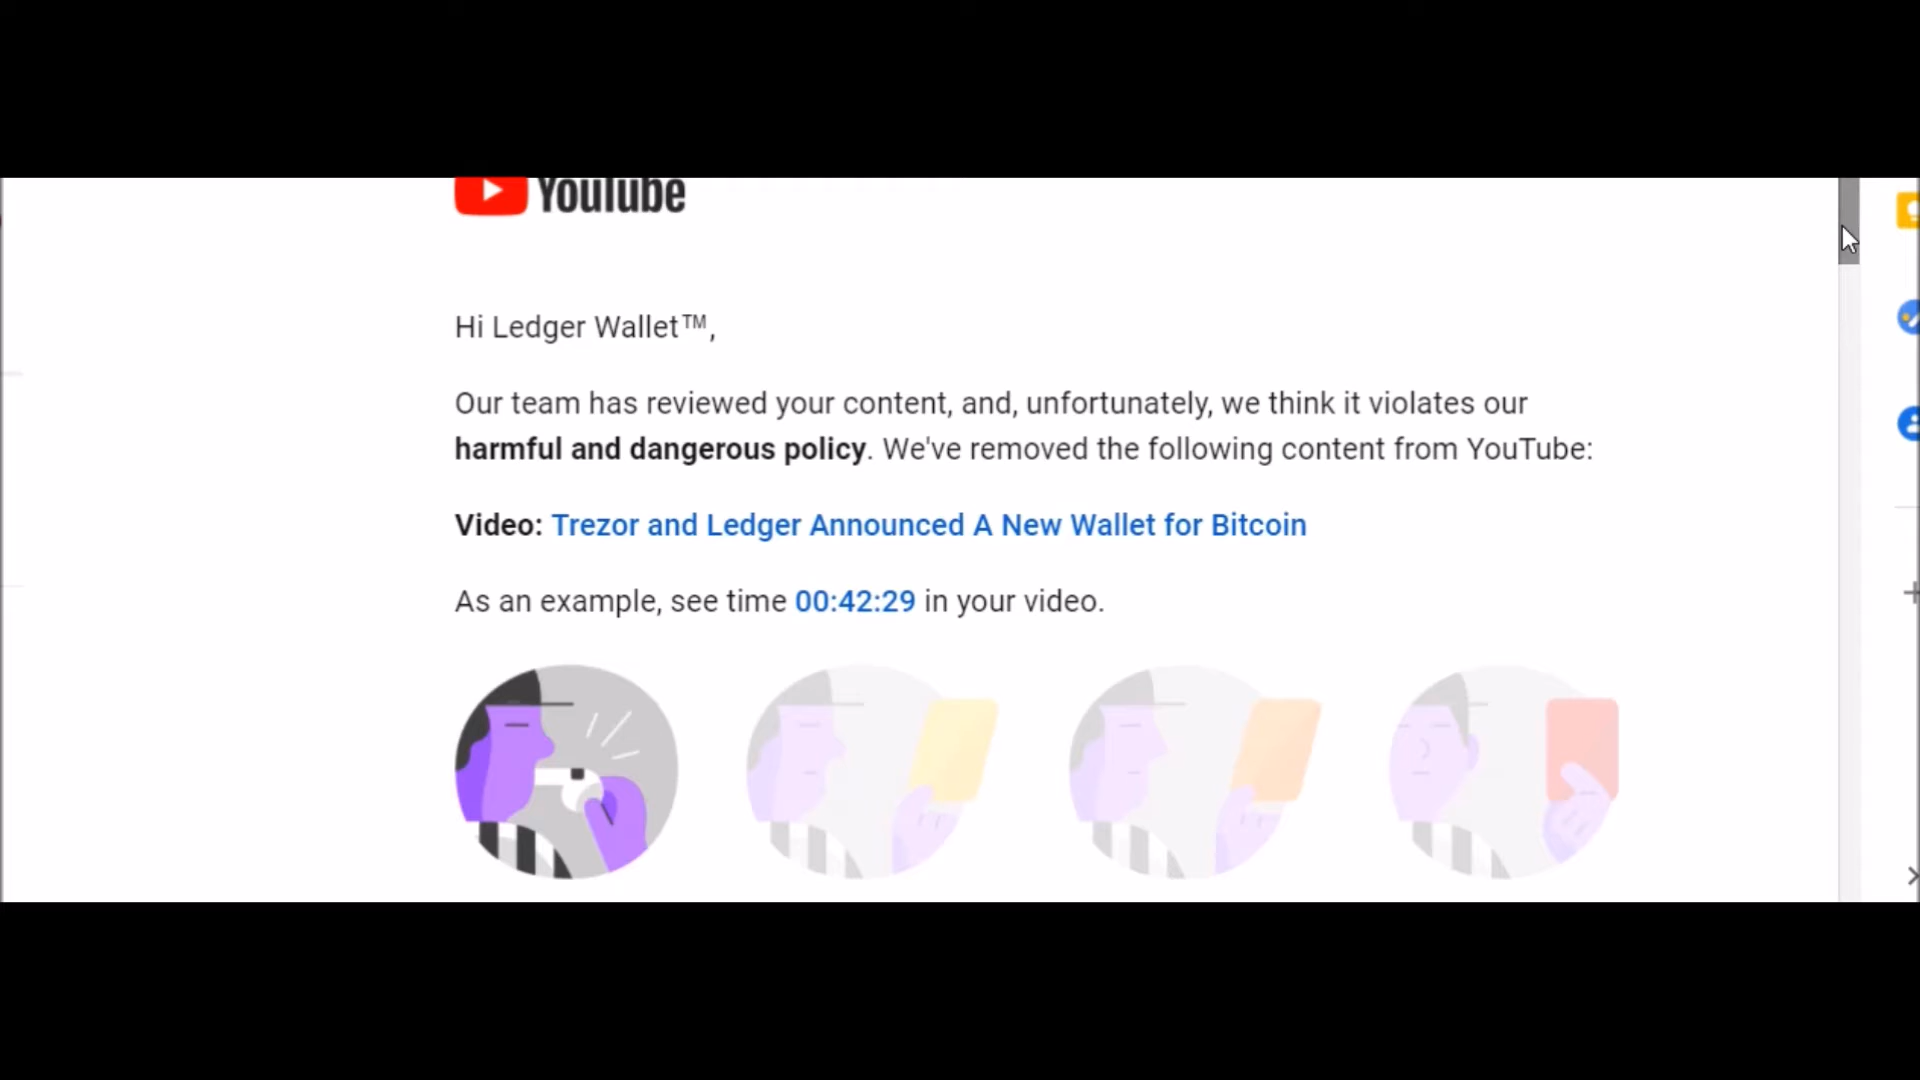 YouTube
Hi Ledger Wallet™,
Our team has reviewed your content, and, unfortunately, we think it violates our
harmful and dangerous policy. We've removed the following content from YouTube:
Video: Trezor and Ledger Announced A New Wallet for Bitcoin
As an example, see time 00:42:29 in your video.